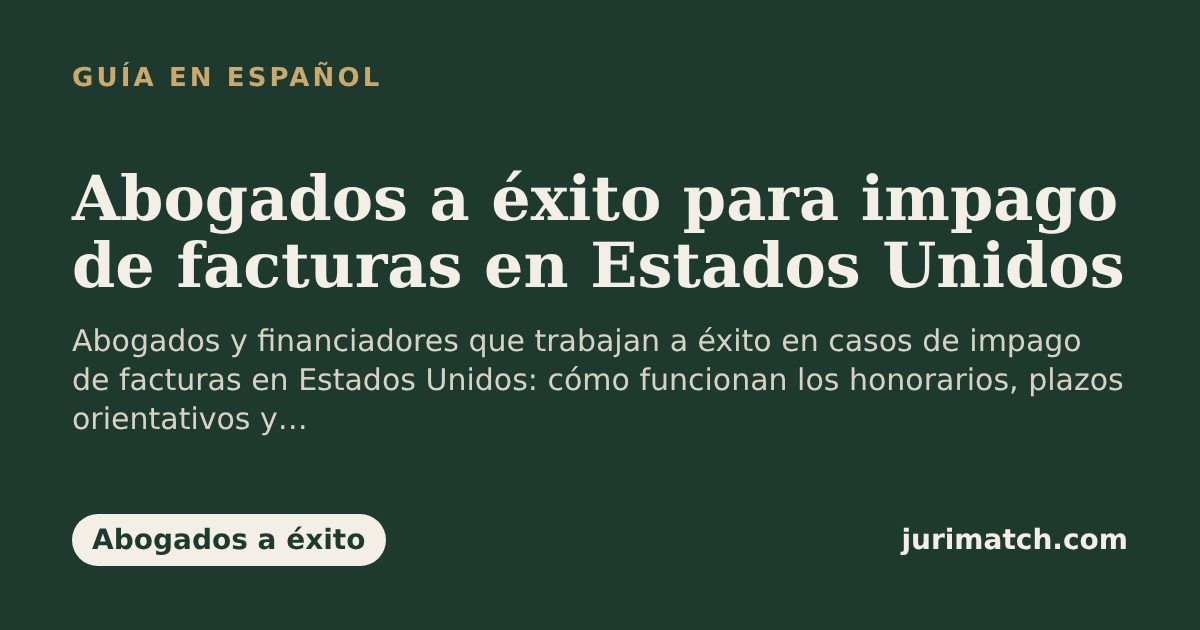 GUÍA EN ESPAÑOL
Abogados a éxito para impago
de facturas en Estados Unidos
Abogados y financiadores que trabajan a éxito en casos de impago
de facturas en Estados Unidos: cómo funcionan los honorarios, plazos
orientativos y…
Abogados a éxito
jurimatch.com